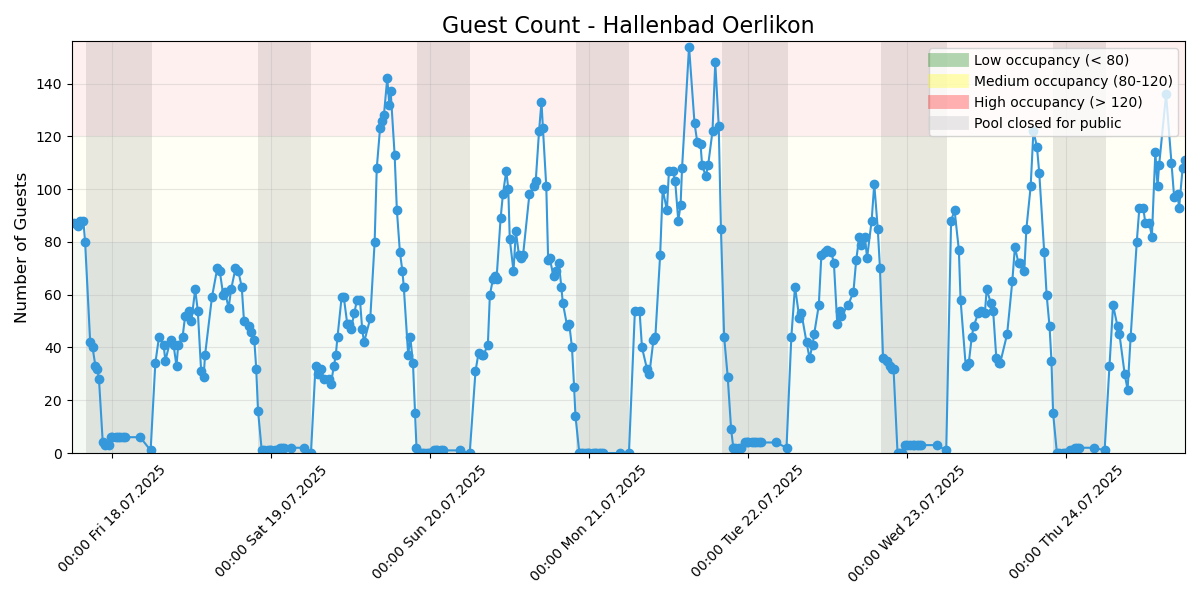 Guest Count - Hallenbad Oerlikon
Low occupancy (< 80)
Medium occupancy (80-120)
High occupancy (> 120)
Pool closed for public
Number of Guests
140
120
100
80
60
40
20
0
00:00 Fri 18.07.2025
00:00 Sat 19.07.2025
00:00 Sun 20.07.2025
00:00 Mon 21.07.2025
00:00 Tue 22.07.2025
00:00 Wed 23.07.2025
00:00 Thu 24.07.2025